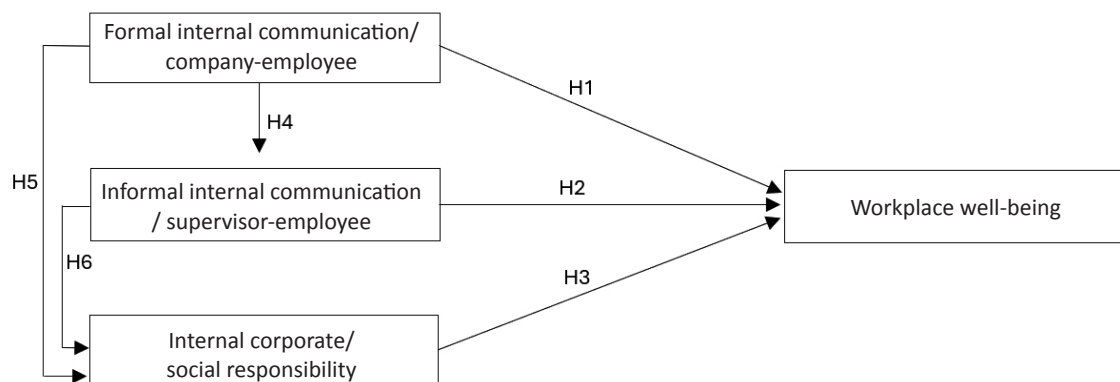 Formal internal communication/
company-employee
H1
H4
H5
Informal internal communication
/ supervisor-employee
H2
Workplace well-being
H6
H3
Internal corporate/
social responsibility